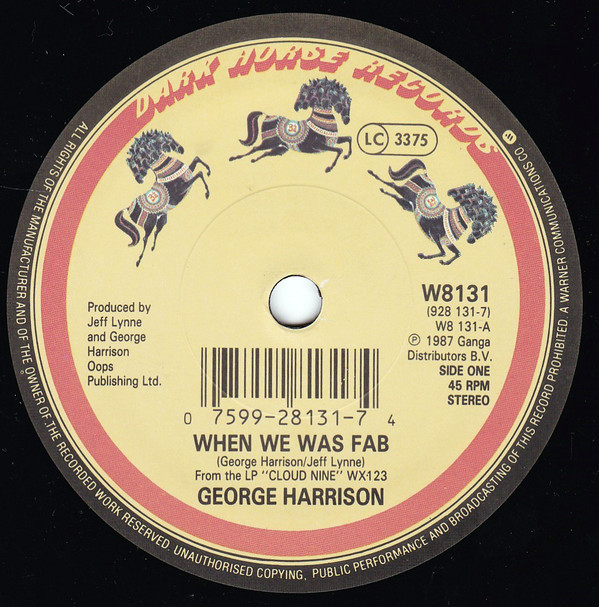 DARK HORSE RECORDS
LC 3375
W8131
(928 131-7)
W8 131-A
℗ 1987 Ganga
Distributors B.V.
SIDE ONE
45 RPM
STEREO
Produced by
Jeff Lynne
and George
Harrison
Oops
Publishing Ltd.
0 7599-28131-7 4
WHEN WE WAS FAB
(George Harrison/Jeff Lynne)
From the LP "CLOUD NINE" WX123
GEORGE HARRISON
ALL RIGHTS OF THE MANUFACTURER AND OF THE OWNER OF THE RECORDED WORK RESERVED. UNAUTHORISED COPYING, PUBLIC PERFORMANCE AND BROADCASTING OF THIS RECORD PROHIBITED. A WARNER COMMUNICATIONS CO